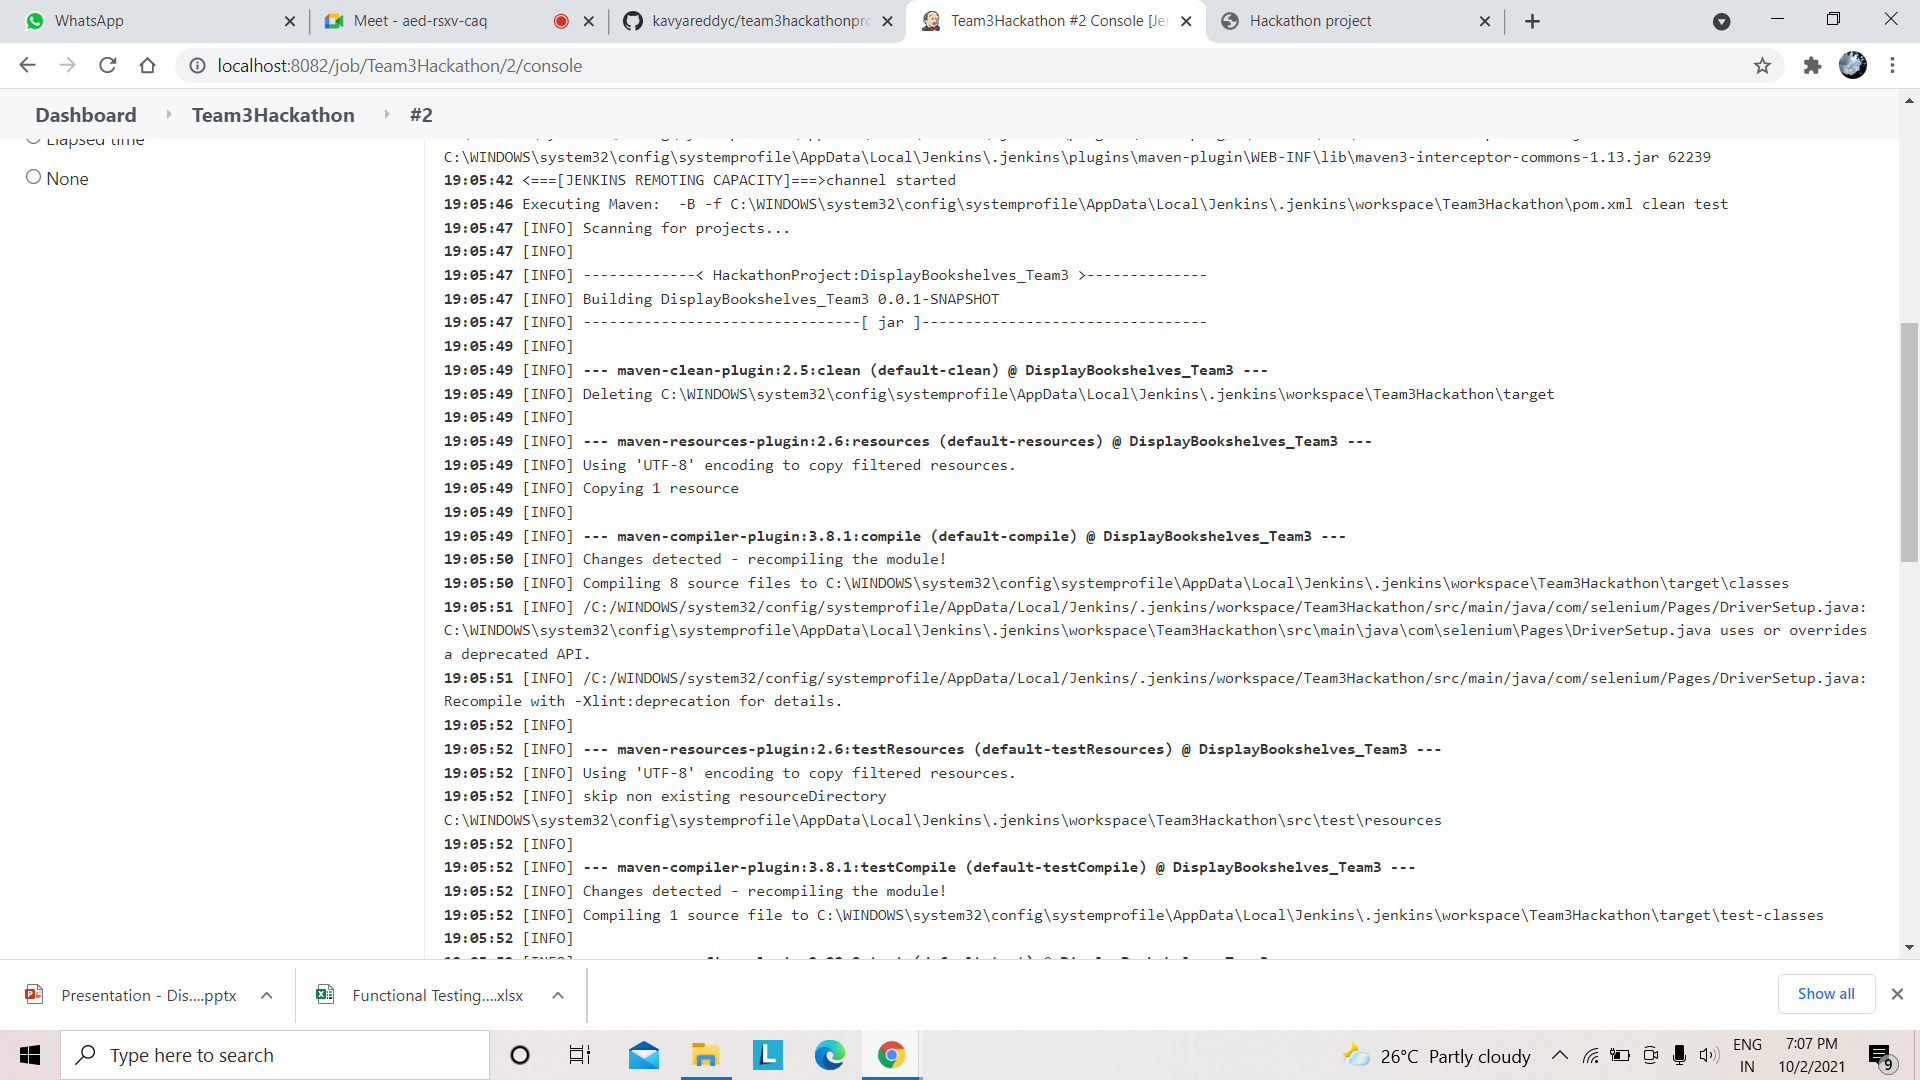 WhatsApp
Meet - aed-rsxv-caq
kavyareddyc/team3hackathonpro
Team3Hackathon #2 Console [Jen
Hackathon project
localhost:8082/job/Team3Hackathon/2/console
Dashboard
Team3Hackathon
#2
Elapsed time
None
C:\WINDOWS\system32\config\systemprofile\AppData\Local\Jenkins\.jenkins\plugins\maven-plugin\WEB-INF\lib\maven3-interceptor-commons-1.13.jar 62239
19:05:42 <===[JENKINS REMOTING CAPACITY]===>channel started
19:05:46 Executing Maven:  -B -f C:\WINDOWS\system32\config\systemprofile\AppData\Local\Jenkins\.jenkins\workspace\Team3Hackathon\pom.xml clean test
19:05:47 [INFO] Scanning for projects...
19:05:47 [INFO]
19:05:47 [INFO] -------------< HackathonProject:DisplayBookshelves_Team3 >--------------
19:05:47 [INFO] Building DisplayBookshelves_Team3 0.0.1-SNAPSHOT
19:05:47 [INFO] --------------------------------[ jar ]---------------------------------
19:05:49 [INFO]
19:05:49 [INFO] --- maven-clean-plugin:2.5:clean (default-clean) @ DisplayBookshelves_Team3 ---
19:05:49 [INFO] Deleting C:\WINDOWS\system32\config\systemprofile\AppData\Local\Jenkins\.jenkins\workspace\Team3Hackathon\target
19:05:49 [INFO]
19:05:49 [INFO] --- maven-resources-plugin:2.6:resources (default-resources) @ DisplayBookshelves_Team3 ---
19:05:49 [INFO] Using 'UTF-8' encoding to copy filtered resources.
19:05:49 [INFO] Copying 1 resource
19:05:49 [INFO]
19:05:49 [INFO] --- maven-compiler-plugin:3.8.1:compile (default-compile) @ DisplayBookshelves_Team3 ---
19:05:50 [INFO] Changes detected - recompiling the module!
19:05:50 [INFO] Compiling 8 source files to C:\WINDOWS\system32\config\systemprofile\AppData\Local\Jenkins\.jenkins\workspace\Team3Hackathon\target\classes
19:05:51 [INFO] /C:/WINDOWS/system32/config/systemprofile/AppData/Local/Jenkins/.jenkins/workspace/Team3Hackathon/src/main/java/com/selenium/Pages/DriverSetup.java:
C:\WINDOWS\system32\config\systemprofile\AppData\Local\Jenkins\.jenkins\workspace\Team3Hackathon\src\main\java\com\selenium\Pages\DriverSetup.java uses or overrides
a deprecated API.
19:05:51 [INFO] /C:/WINDOWS/system32/config/systemprofile/AppData/Local/Jenkins/.jenkins/workspace/Team3Hackathon/src/main/java/com/selenium/Pages/DriverSetup.java:
Recompile with -Xlint:deprecation for details.
19:05:52 [INFO]
19:05:52 [INFO] --- maven-resources-plugin:2.6:testResources (default-testResources) @ DisplayBookshelves_Team3 ---
19:05:52 [INFO] Using 'UTF-8' encoding to copy filtered resources.
19:05:52 [INFO] skip non existing resourceDirectory
C:\WINDOWS\system32\config\systemprofile\AppData\Local\Jenkins\.jenkins\workspace\Team3Hackathon\src\test\resources
19:05:52 [INFO]
19:05:52 [INFO] --- maven-compiler-plugin:3.8.1:testCompile (default-testCompile) @ DisplayBookshelves_Team3 ---
19:05:52 [INFO] Changes detected - recompiling the module!
19:05:52 [INFO] Compiling 1 source file to C:\WINDOWS\system32\config\systemprofile\AppData\Local\Jenkins\.jenkins\workspace\Team3Hackathon\target\test-classes
19:05:52 [INFO]
Presentation - Dis....pptx
Functional Testing....xlsx
Show all
Type here to search
26°C Partly cloudy
ENG
IN
7:07 PM
10/2/2021
9